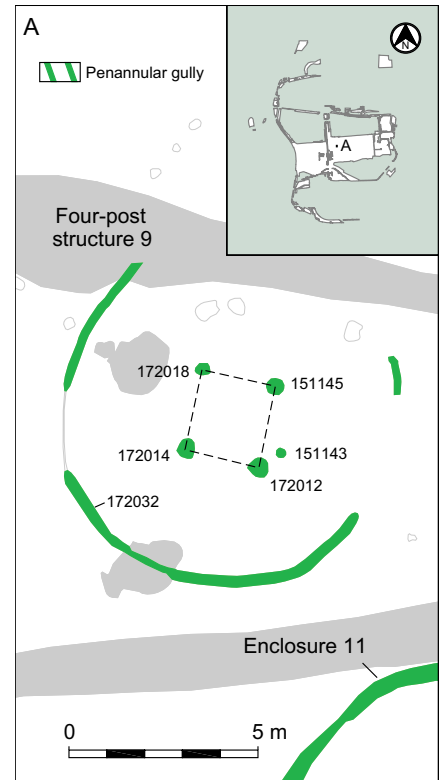 A
N
Penannular gully
A
Four-post
structure 9
172018
151145
172014
151143
172012
172032
Enclosure 11
0
5 m